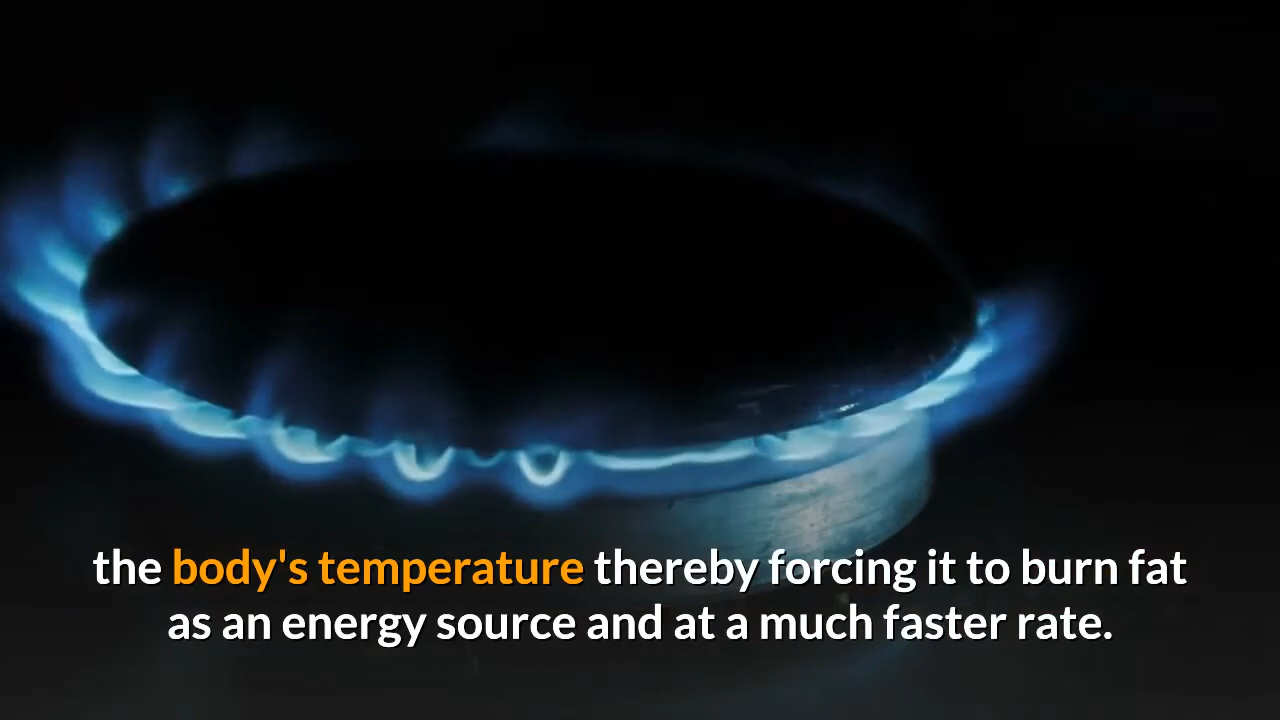 the body's temperature thereby forcing it to burn fat
as an energy source and at a much faster rate.